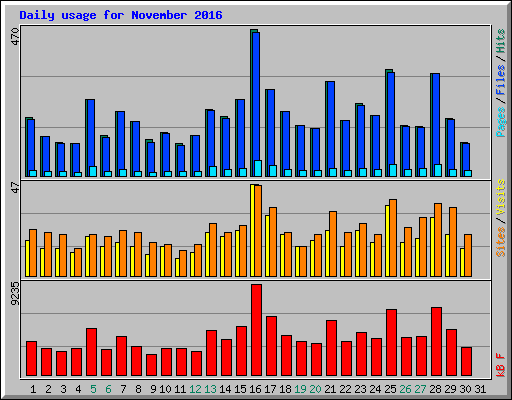 Daily usage for November 2016
470
Pages / Files / Hits
47
Sites / Visits
9235
kB F
1 2 3 4 5 6 7 8 9 10 11 12 13 14 15 16 17 18 19 20 21 22 23 24 25 26 27 28 29 30 31